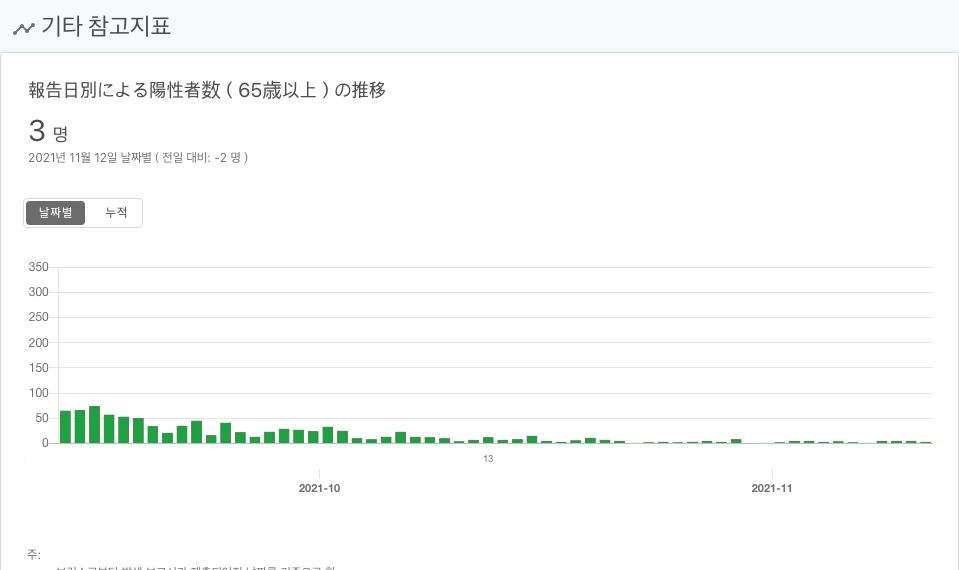 기타 참고지표
報告日別による陽性者数 ( 65歳以上 ) の推移
3 명
2021년 11월 12일 날짜별 ( 전일 대비: -2 명 )
날짜별 누적
350
300
250
200
150
100
50
0
13
2021-10 2021-11
주: